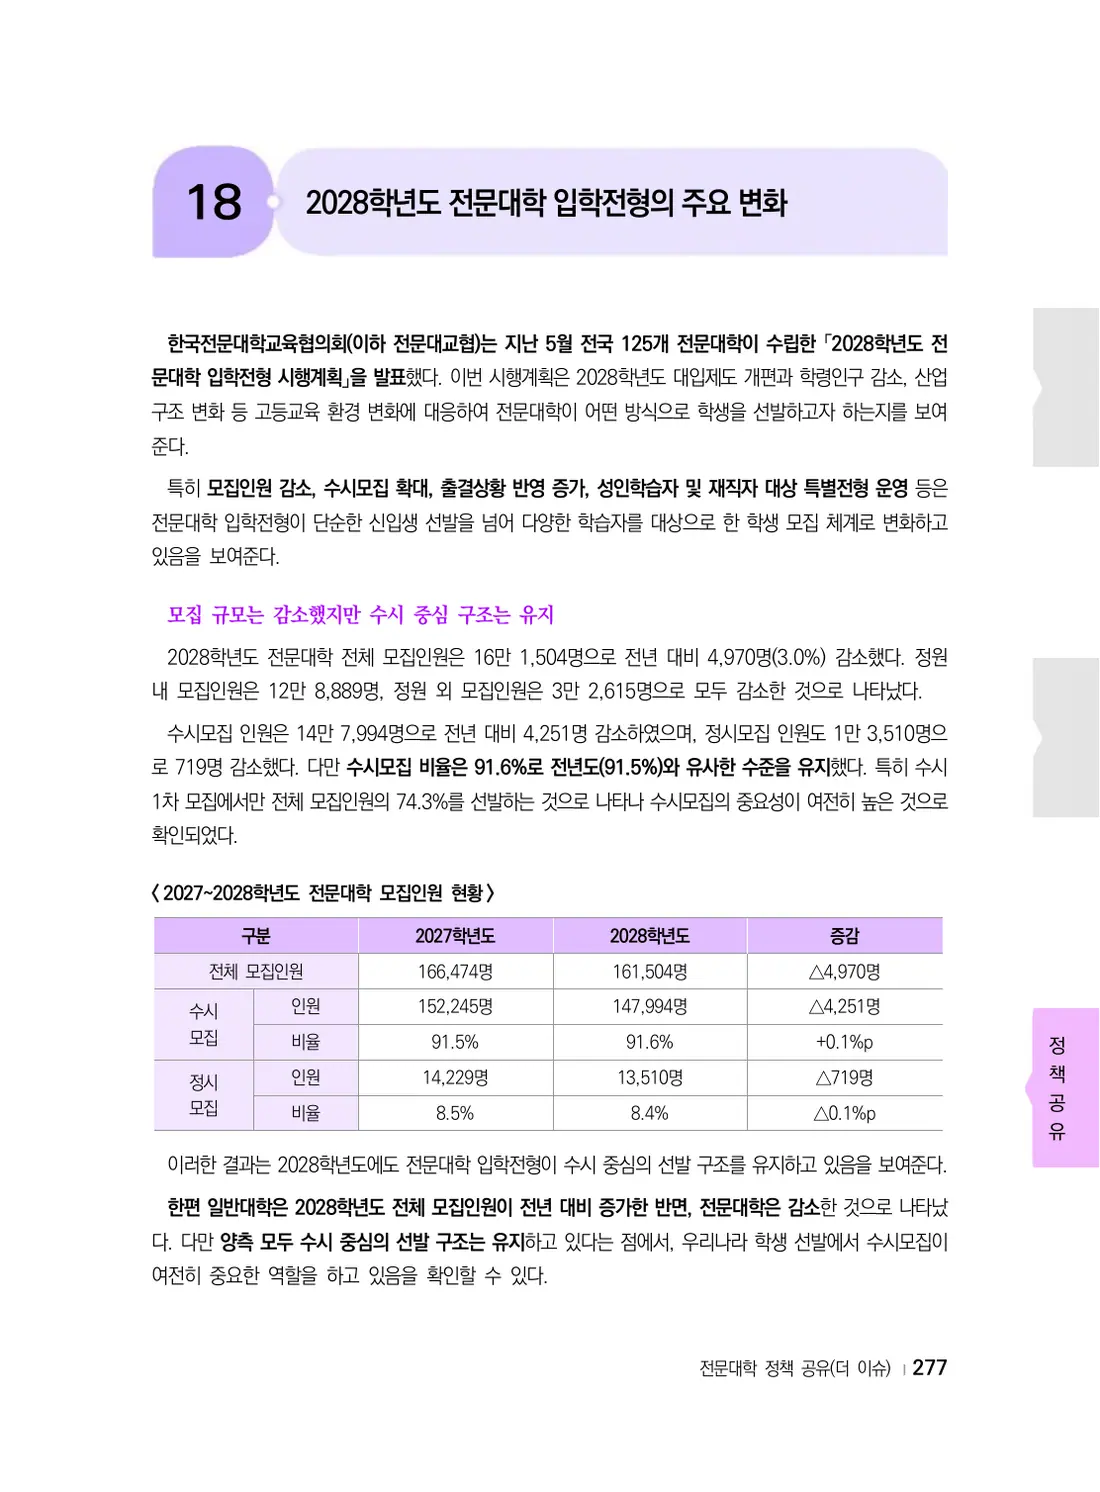 18
2028학년도 전문대학 입학전형의 주요 변화
한국전문대학교육협의회(이하 전문대교협)는 지난 5월 전국 125개 전문대학이 수립한 「2028학년도 전
문대학 입학전형 시행계획」을 발표했다. 이번 시행계획은 2028학년도 대입제도 개편과 학령인구 감소, 산업
구조 변화 등 고등교육 환경 변화에 대응하여 전문대학이 어떤 방식으로 학생을 선발하고자 하는지를 보여
준다.
특히 모집인원 감소, 수시모집 확대, 출결상황 반영 증가, 성인학습자 및 재직자 대상 특별전형 운영 등은
전문대학 입학전형이 단순한 신입생 선발을 넘어 다양한 학습자를 대상으로 한 학생 모집 체계로 변화하고
있음을 보여준다.
모집 규모는 감소했지만 수시 중심 구조는 유지
2028학년도 전문대학 전체 모집인원은 16만 1,504명으로 전년 대비 4,970명(3.0%) 감소했다. 정원
내 모집인원은 12만 8,889명, 정원 외 모집인원은 3만 2,615명으로 모두 감소한 것으로 나타났다.
수시모집 인원은 14만 7,994명으로 전년 대비 4,251명 감소하였으며, 정시모집 인원도 1만 3,510명으
로 719명 감소했다. 다만 수시모집 비율은 91.6%로 전년도(91.5%)와 유사한 수준을 유지했다. 특히 수시
1차 모집에서만 전체 모집인원의 74.3%를 선발하는 것으로 나타나 수시모집의 중요성이 여전히 높은 것으로
확인되었다.
〈 2027~2028학년도 전문대학 모집인원 현황 〉
구분 2027학년도 2028학년도 증감
전체 모집인원 166,474명 161,504명 △4,970명
수시 모집 인원 152,245명 147,994명 △4,251명
비율 91.5% 91.6% +0.1%p
정시 모집 인원 14,229명 13,510명 △719명
비율 8.5% 8.4% △0.1%p
이러한 결과는 2028학년도에도 전문대학 입학전형이 수시 중심의 선발 구조를 유지하고 있음을 보여준다.
한편 일반대학은 2028학년도 전체 모집인원이 전년 대비 증가한 반면, 전문대학은 감소한 것으로 나타났
다. 다만 양측 모두 수시 중심의 선발 구조는 유지하고 있다는 점에서, 우리나라 학생 선발에서 수시모집이
여전히 중요한 역할을 하고 있음을 확인할 수 있다.
정책공유
전문대학 정책 공유(더 이슈) | 277